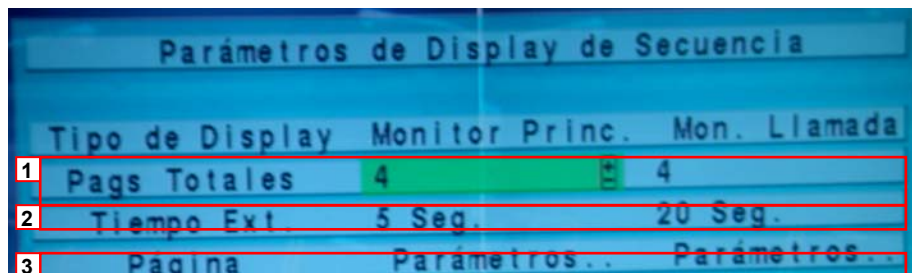 Parámetros de Display de Secuencia
Tipo de Display Monitor Princ. Mon. Llamada
1 Pags Totales 4 4
2 Tiempo Ext. 5 Seg. 20 Seg.
3 Página Parámetros.. Parámetros..